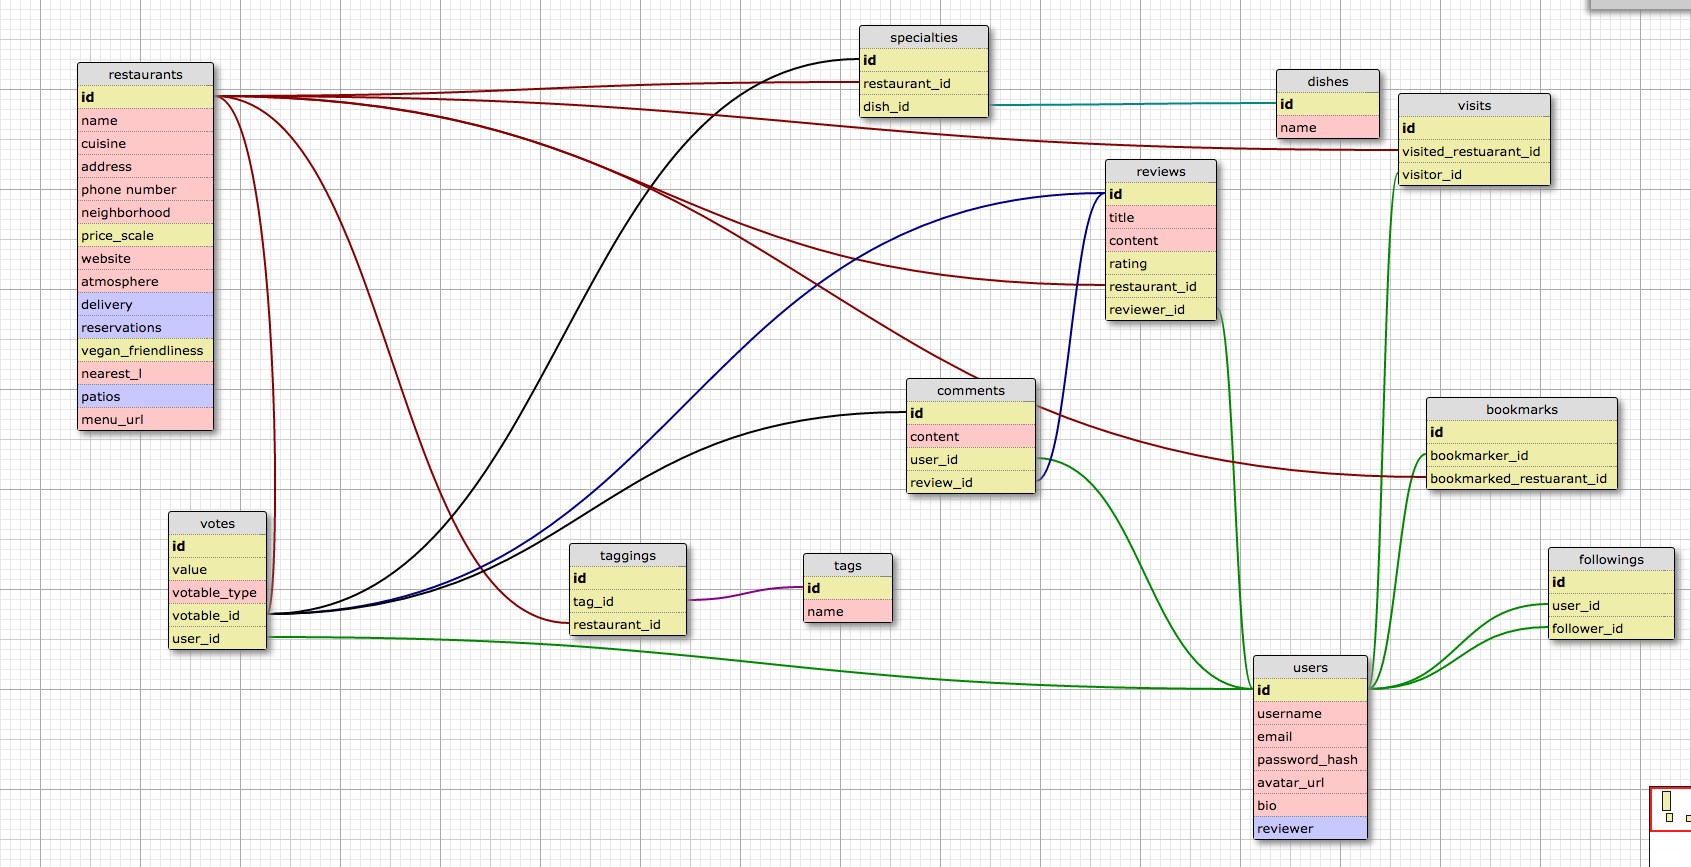 restaurants
id
name
cuisine
address
phone number
neighborhood
price_scale
website
atmosphere
delivery
reservations
vegan_friendliness
nearest_l
patios
menu_url
specialties
id
restaurant_id
dish_id
dishes
id
name
visits
id
visited_restuarant_id
visitor_id
reviews
id
title
content
rating
restaurant_id
reviewer_id
comments
id
content
user_id
review_id
bookmarks
id
bookmarker_id
bookmarked_restuarant_id
votes
id
value
votable_type
votable_id
user_id
taggings
id
tag_id
restaurant_id
tags
id
name
followings
id
user_id
follower_id
users
id
username
email
password_hash
avatar_url
bio
reviewer